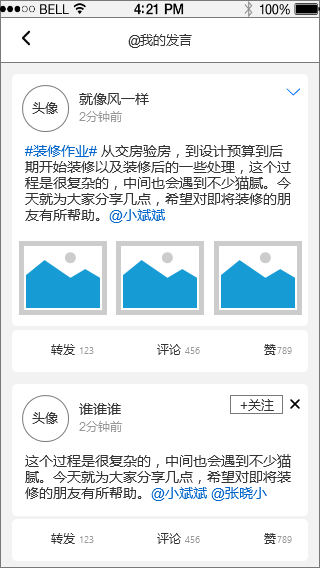 BELL 4:21 PM 100%
@我的发言
头像
就像风一样
2分钟前
#装修作业# 从交房验房，到设计预算到后
期开始装修以及装修后的一些处理，这个过
程是很复杂的，中间也会遇到不少猫腻。今
天就为大家分享几点，希望对即将装修的朋
友有所帮助。@小斌斌
转发 123 评论 456 赞789
头像
谁谁谁
2分钟前
+关注
这个过程是很复杂的，中间也会遇到不少猫
腻。今天就为大家分享几点，希望对即将装
修的朋友有所帮助。@小斌斌 @张晓小
转发 123 评论 456 赞789